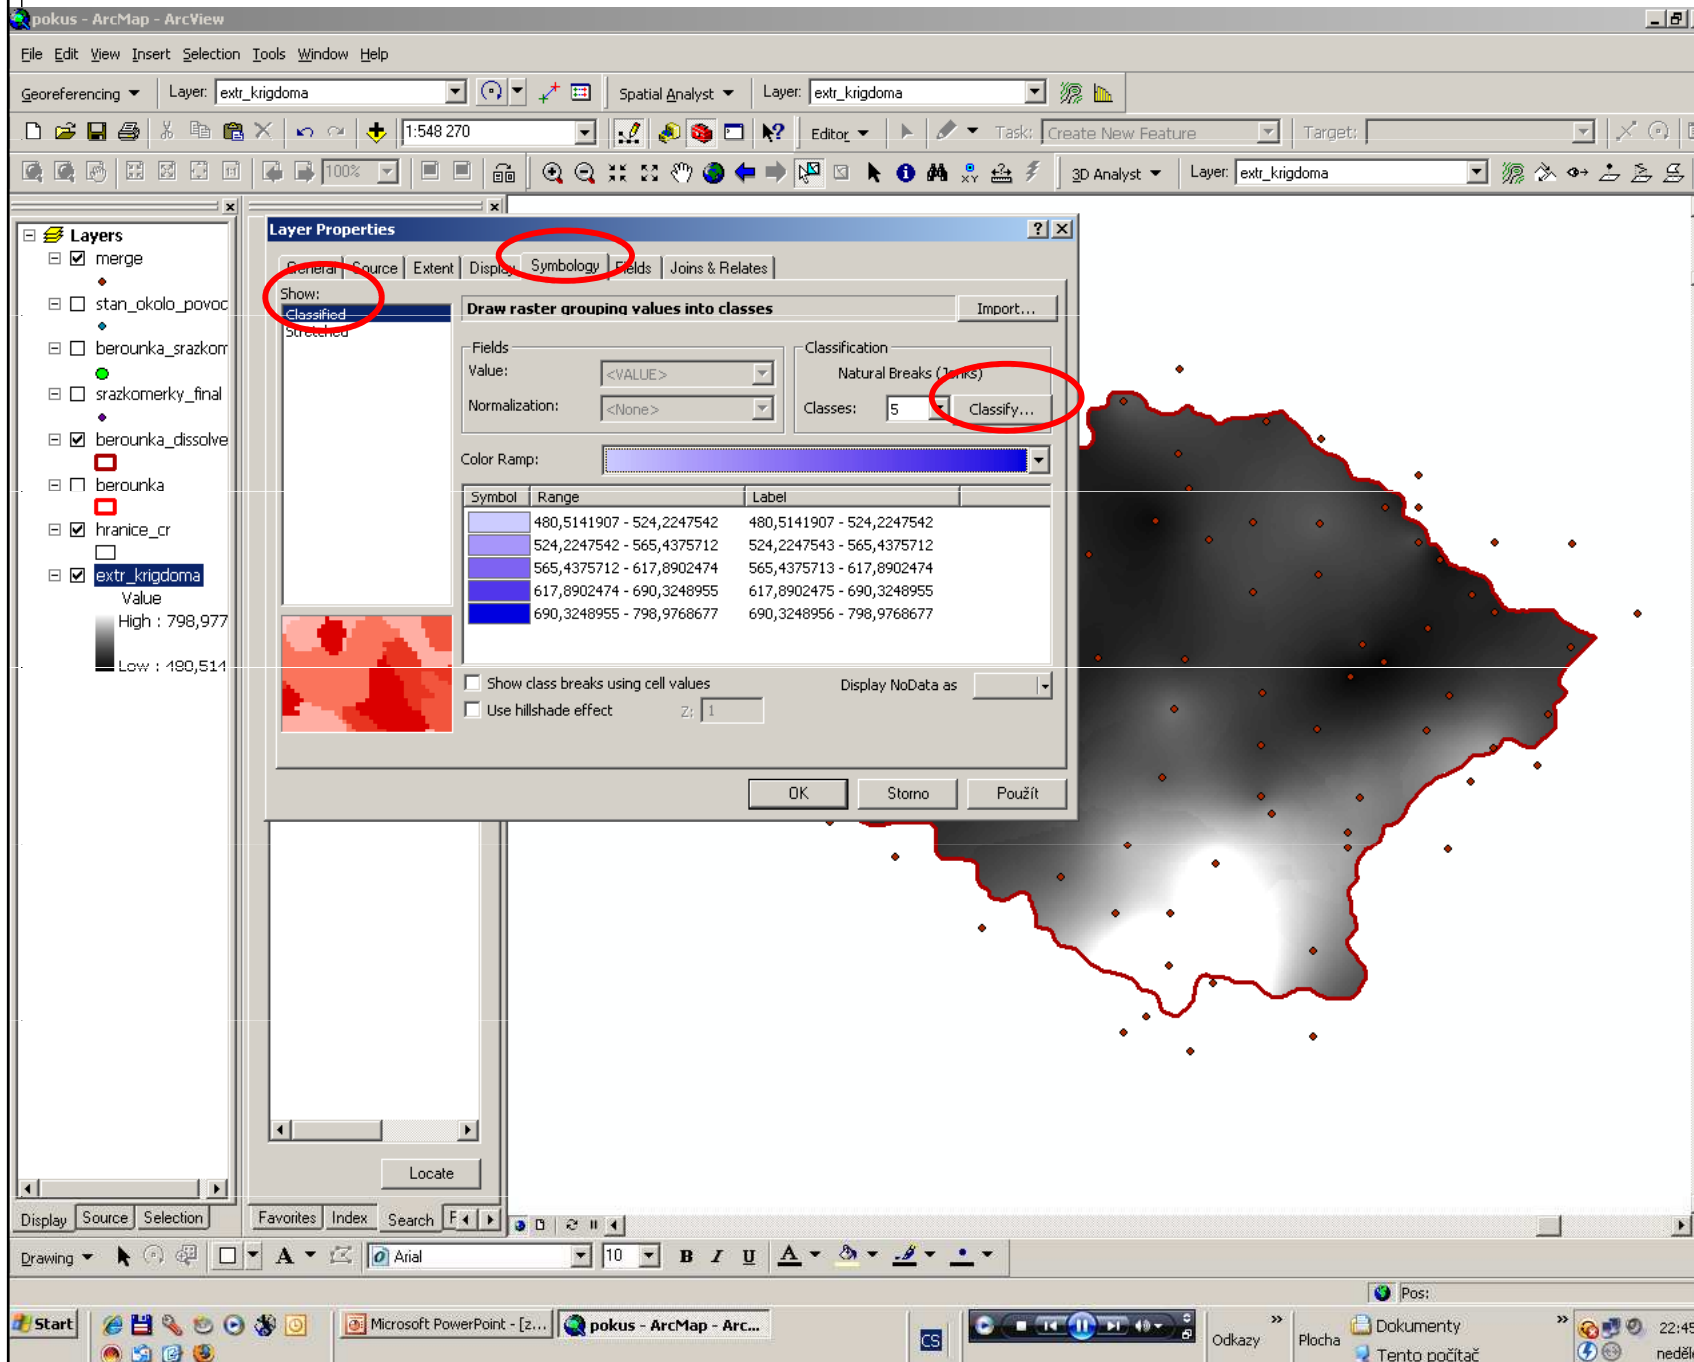 pokus - ArcMap - ArcView
File Edit View Insert Selection Tools Window Help
Georeferencing Layer: extr_krigdoma Spatial Analyst Layer: extr_krigdoma
1:548 270 Editor Task: Create New Feature Target:
100% 3D Analyst Layer: extr_krigdoma
Layers
merge
stan_okolo_povoc
berounka_srazkom
srazkomerky_final
berounka_dissolve
berounka
hranice_cr
extr_krigdoma
Value
High : 798,977
Low : 480,514
Layer Properties
General Source Extent Display Symbology Fields Joins & Relates
Show:
Classified
Stretched
Draw raster grouping values into classes Import...
Fields
Value: <VALUE>
Normalization: <None>
Classification
Natural Breaks (Jenks)
Classes: 5 Classify...
Color Ramp:
Symbol Range Label
480,5141907 - 524,2247542 480,5141907 - 524,2247542
524,2247542 - 565,4375712 524,2247543 - 565,4375712
565,4375712 - 617,8902474 565,4375713 - 617,8902474
617,8902474 - 690,3248955 617,8902475 - 690,3248955
690,3248955 - 798,9768677 690,3248956 - 798,9768677
Show class breaks using cell values Display NoData as
Use hillshade effect Z: 1
OK Storno Použít
Locate
Display Source Selection Favorites Index Search F
Drawing A Arial 10 B I U A
Pos:
Start Microsoft PowerPoint - [z... pokus - ArcMap - Arc... CS Odkazy Plocha Dokumenty 22:45
Tento počítač neděle